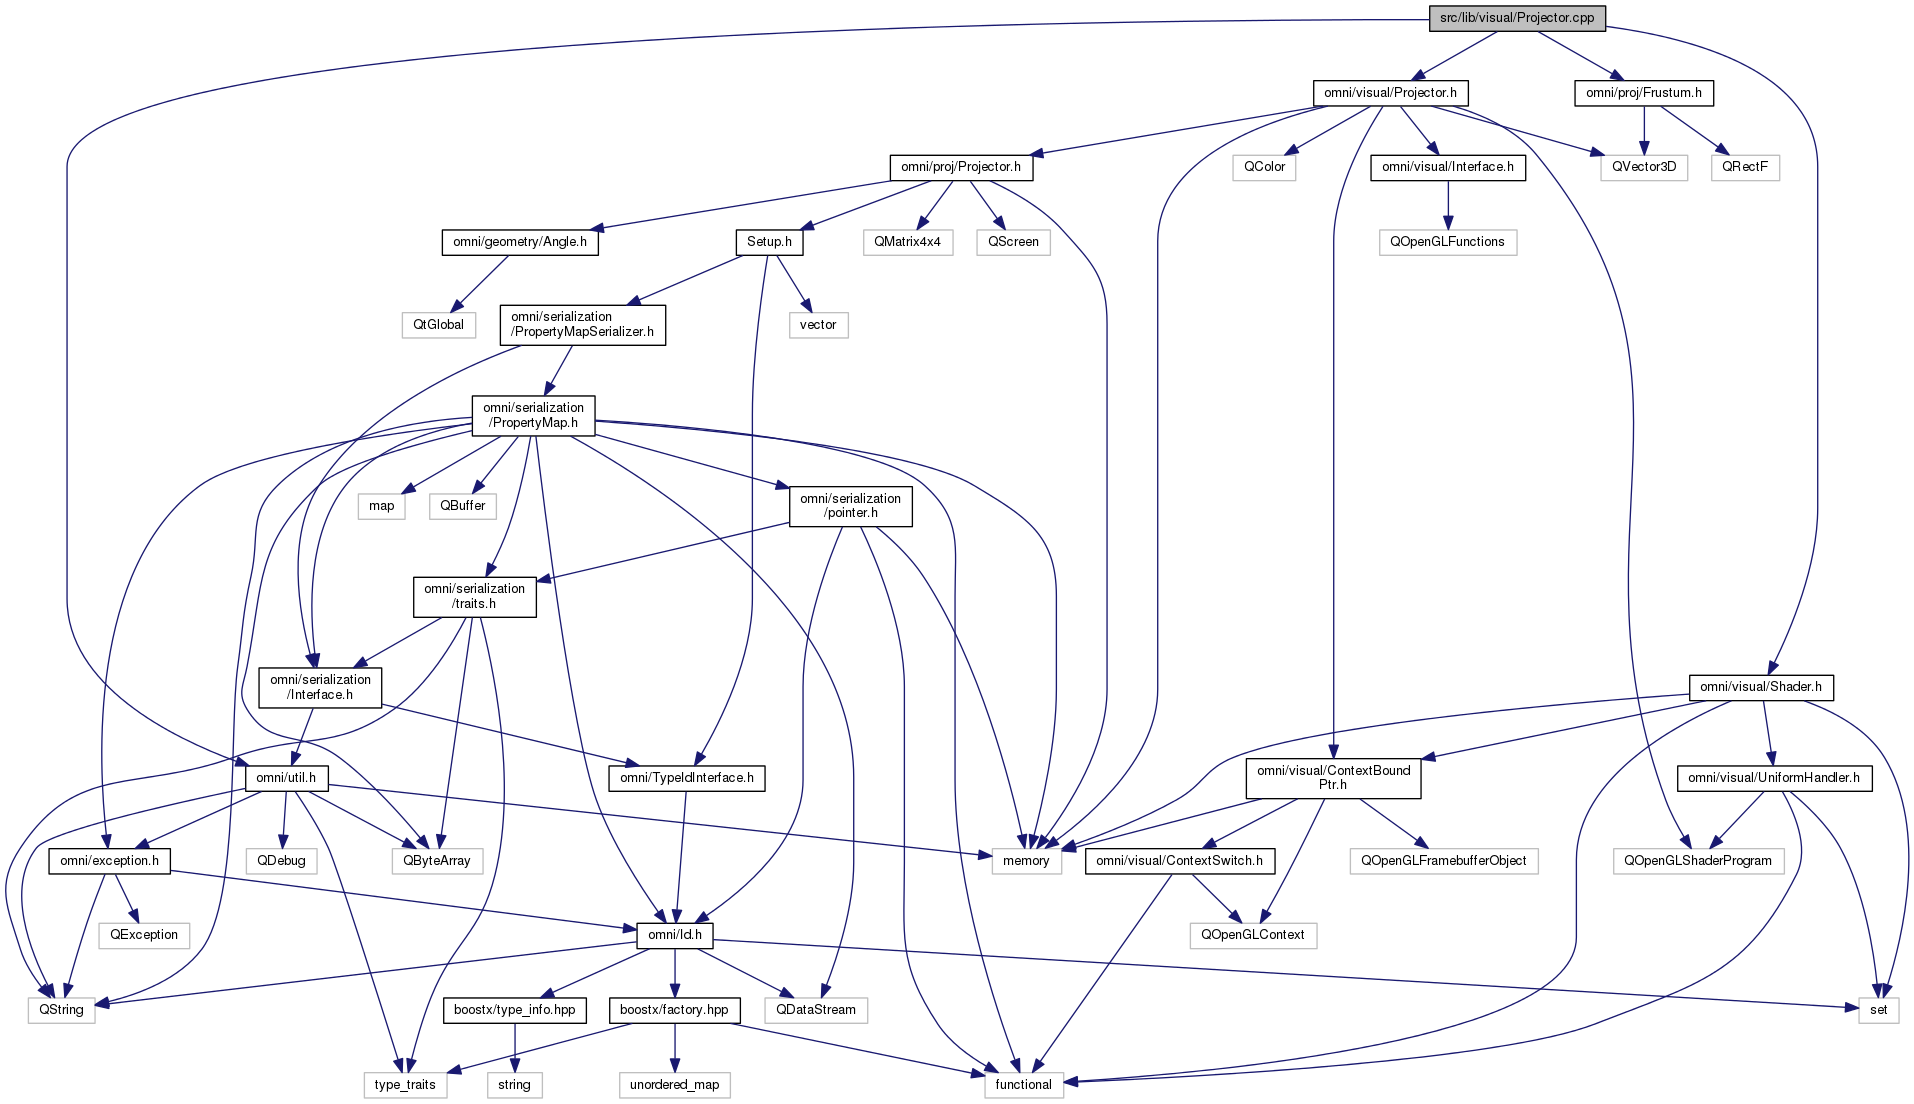 src/lib/visual/Projector.cpp
omni/visual/Projector.h
omni/proj/Frustum.h
omni/proj/Projector.h
QColor
omni/visual/Interface.h
QVector3D
QRectF
omni/geometry/Angle.h
Setup.h
QMatrix4x4
QScreen
QOpenGLFunctions
QtGlobal
omni/serialization
/PropertyMapSerializer.h
vector
omni/serialization
/PropertyMap.h
map
QBuffer
omni/serialization
/pointer.h
omni/serialization
/traits.h
omni/serialization
/Interface.h
omni/visual/Shader.h
omni/util.h
omni/TypeIdInterface.h
omni/visual/ContextBound
Ptr.h
omni/visual/UniformHandler.h
omni/exception.h
QDebug
QByteArray
memory
omni/visual/ContextSwitch.h
QOpenGLFramebufferObject
QOpenGLShaderProgram
QException
omni/Id.h
QOpenGLContext
QString
boostx/type_info.hpp
boostx/factory.hpp
QDataStream
set
type_traits
string
unordered_map
functional